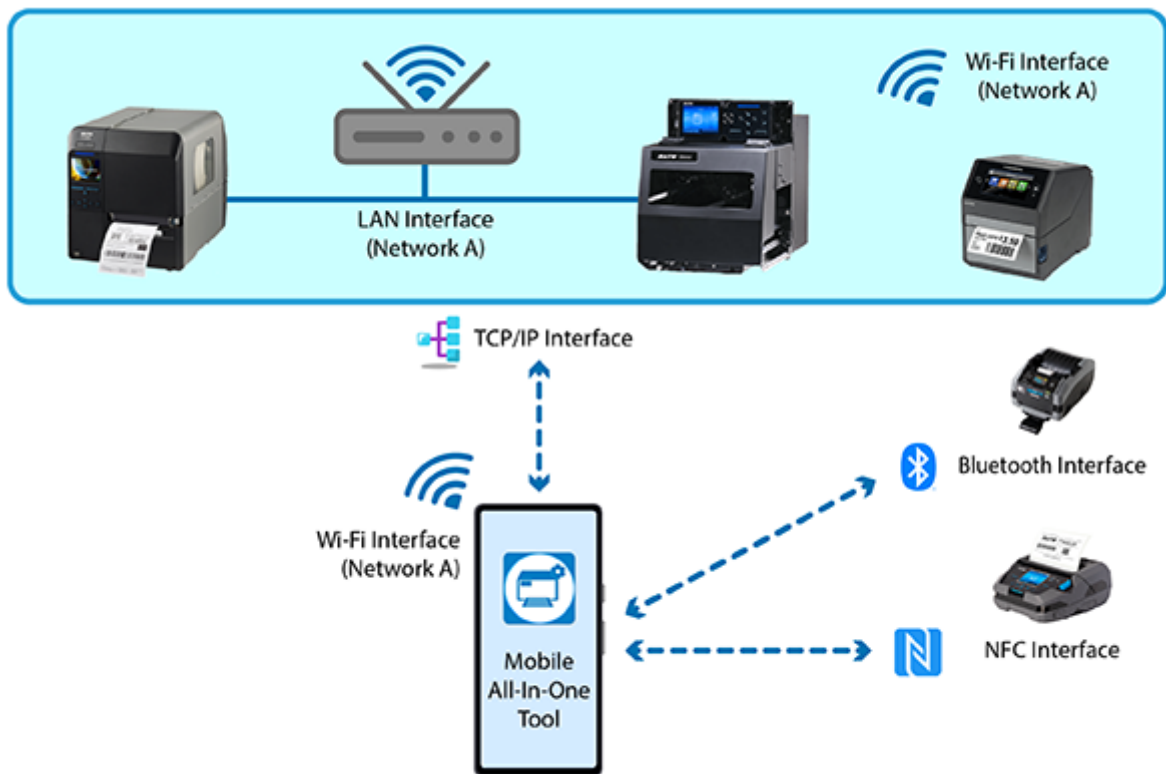 Wi-Fi Interface
(Network A)
LAN Interface
(Network A)
TCP/IP Interface
Bluetooth Interface
Wi-Fi Interface
(Network A)
NFC Interface
Mobile
All-In-One
Tool